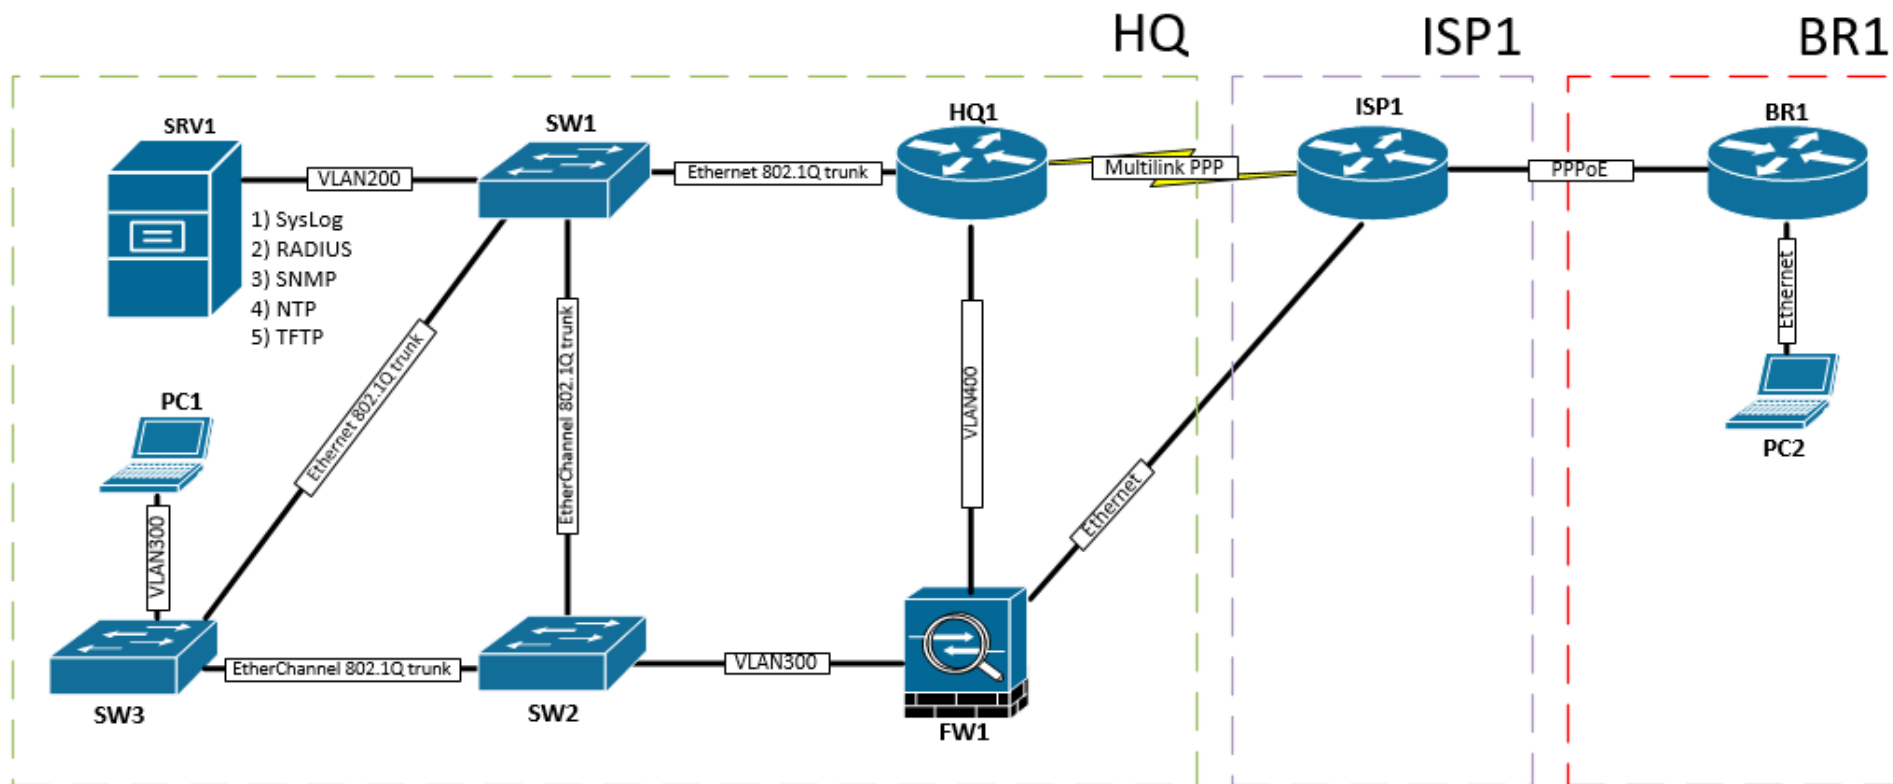 HQ
ISP1
BR1
SRV1
SW1
HQ1
ISP1
BR1
VLAN200
Ethernet 802.1Q trunk
Multilink PPP
PPPoE
1) SysLog
2) RADIUS
3) SNMP
4) NTP
5) TFTP
Ethernet 802.1Q trunk
EtherChannel 802.1Q trunk
VLAN400
Ethernet
Ethernet
PC1
PC2
VLAN300
EtherChannel 802.1Q trunk
VLAN300
SW3
SW2
FW1